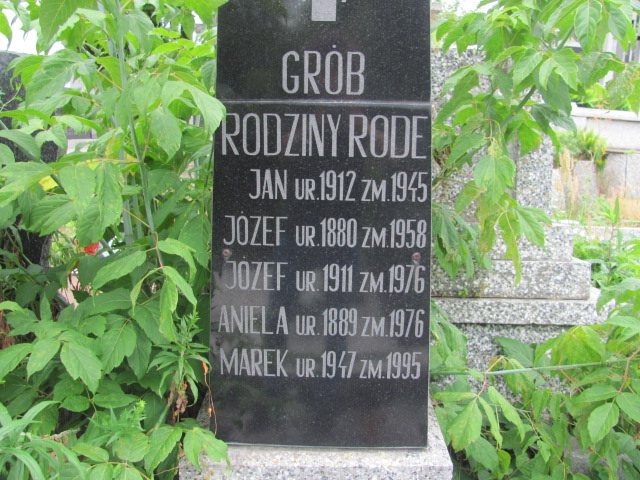 GRÓB
RODZINY RODE
JAN UR. 1912 ZM. 1945
JÓZEF UR. 1880 ZM. 1958
JÓZEF UR. 1911 ZM. 1976
ANIELA UR. 1889 ZM. 1976
MAREK UR. 1947 ZM. 1995